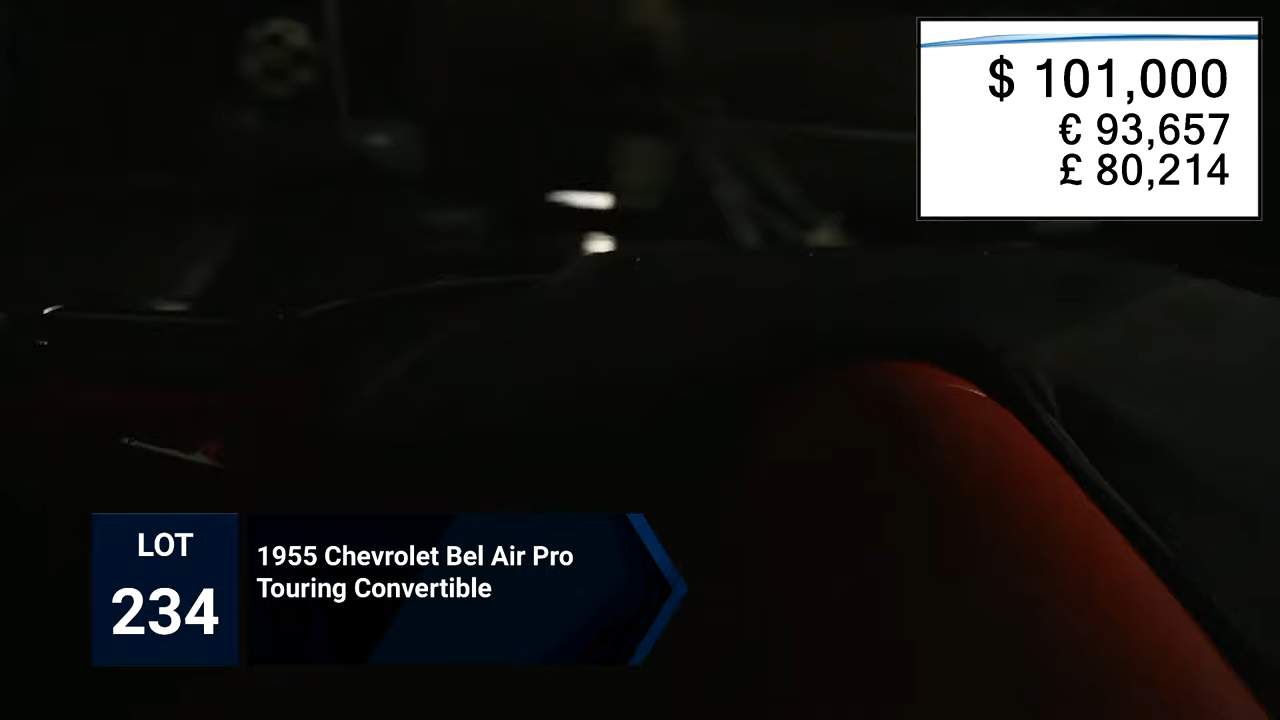 $ 101,000
€ 93,657
£ 80,214
LOT
234
1955 Chevrolet Bel Air Pro
Touring Convertible